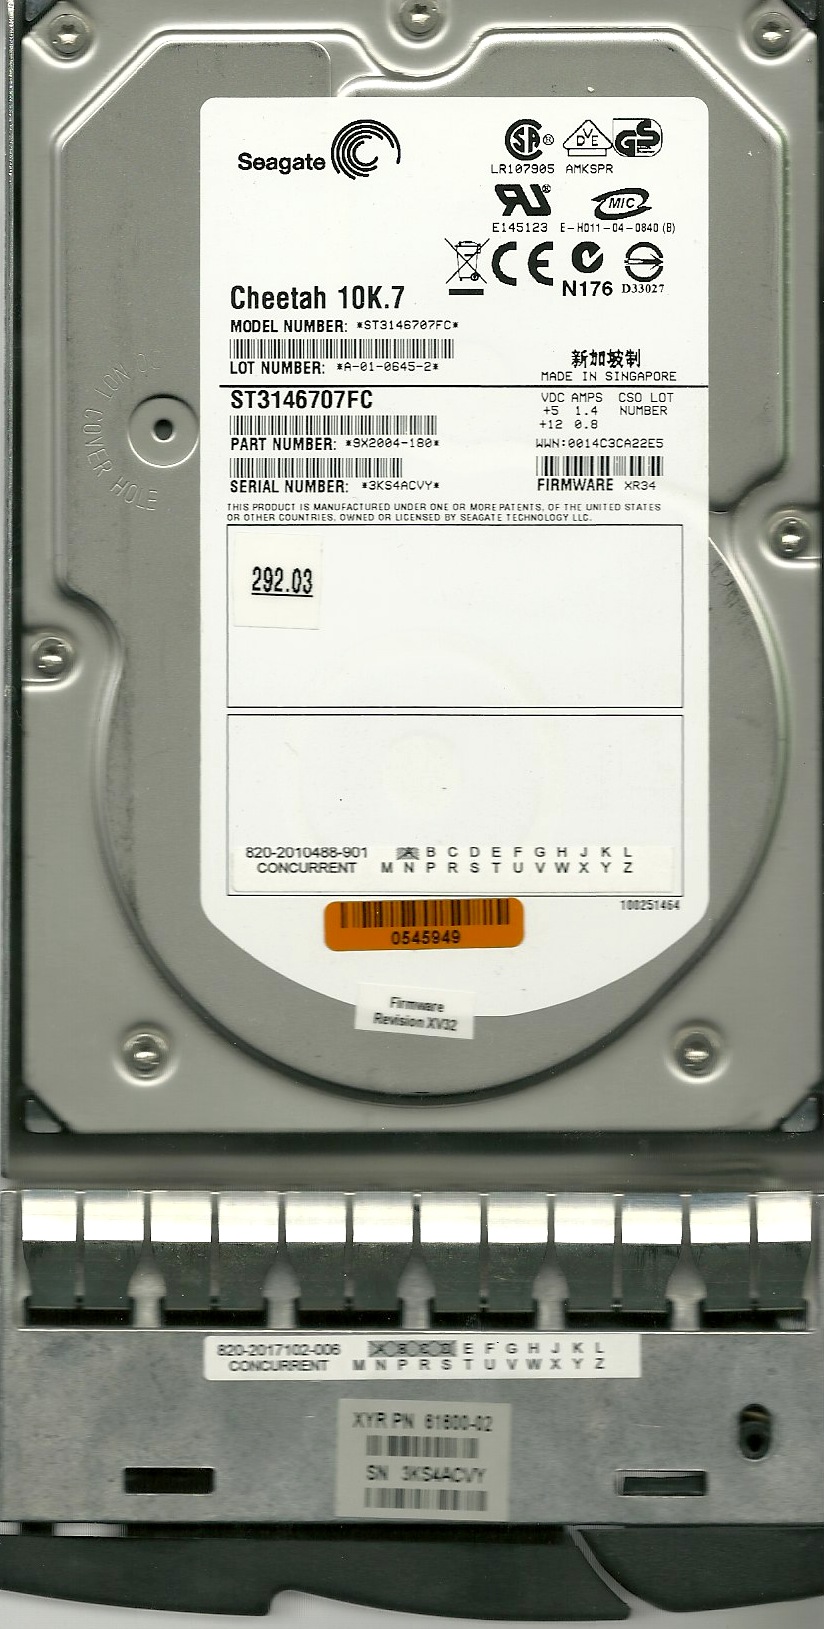 Seagate
LR107905 AMKSPR
MIC
E145123 E-H011-04-0840 (B)
N176 D33027
Cheetah 10K.7
MODEL NUMBER: *ST3146707FC*
LOT NUMBER: *A-01-0645-2*
新加坡制
MADE IN SINGAPORE
ST3146707FC
VDC AMPS CSO LOT
+5 1.4 NUMBER
+12 0.8
PART NUMBER: *9X2004-180*
WWN:0014C3CA22E5
SERIAL NUMBER: *3KS4ACVY*
FIRMWARE XR34
THIS PRODUCT IS MANUFACTURED UNDER ONE OR MORE PATENTS, OF THE UNITED STATES
OR OTHER COUNTRIES, OWNED OR LICENSED BY SEAGATE TECHNOLOGY LLC.
NOT COVER HOLE
292.03
820-2010488-901 A B C D E F G H J K L
CONCURRENT M N P R S T U V W X Y Z
100251464
0545949
Firmware
Revision XV32
820-2017102-006 A B C D E F G H J K L
CONCURRENT M N P R S T U V W X Y Z
XYR PN 61600-02
SN 3KS4ACVY